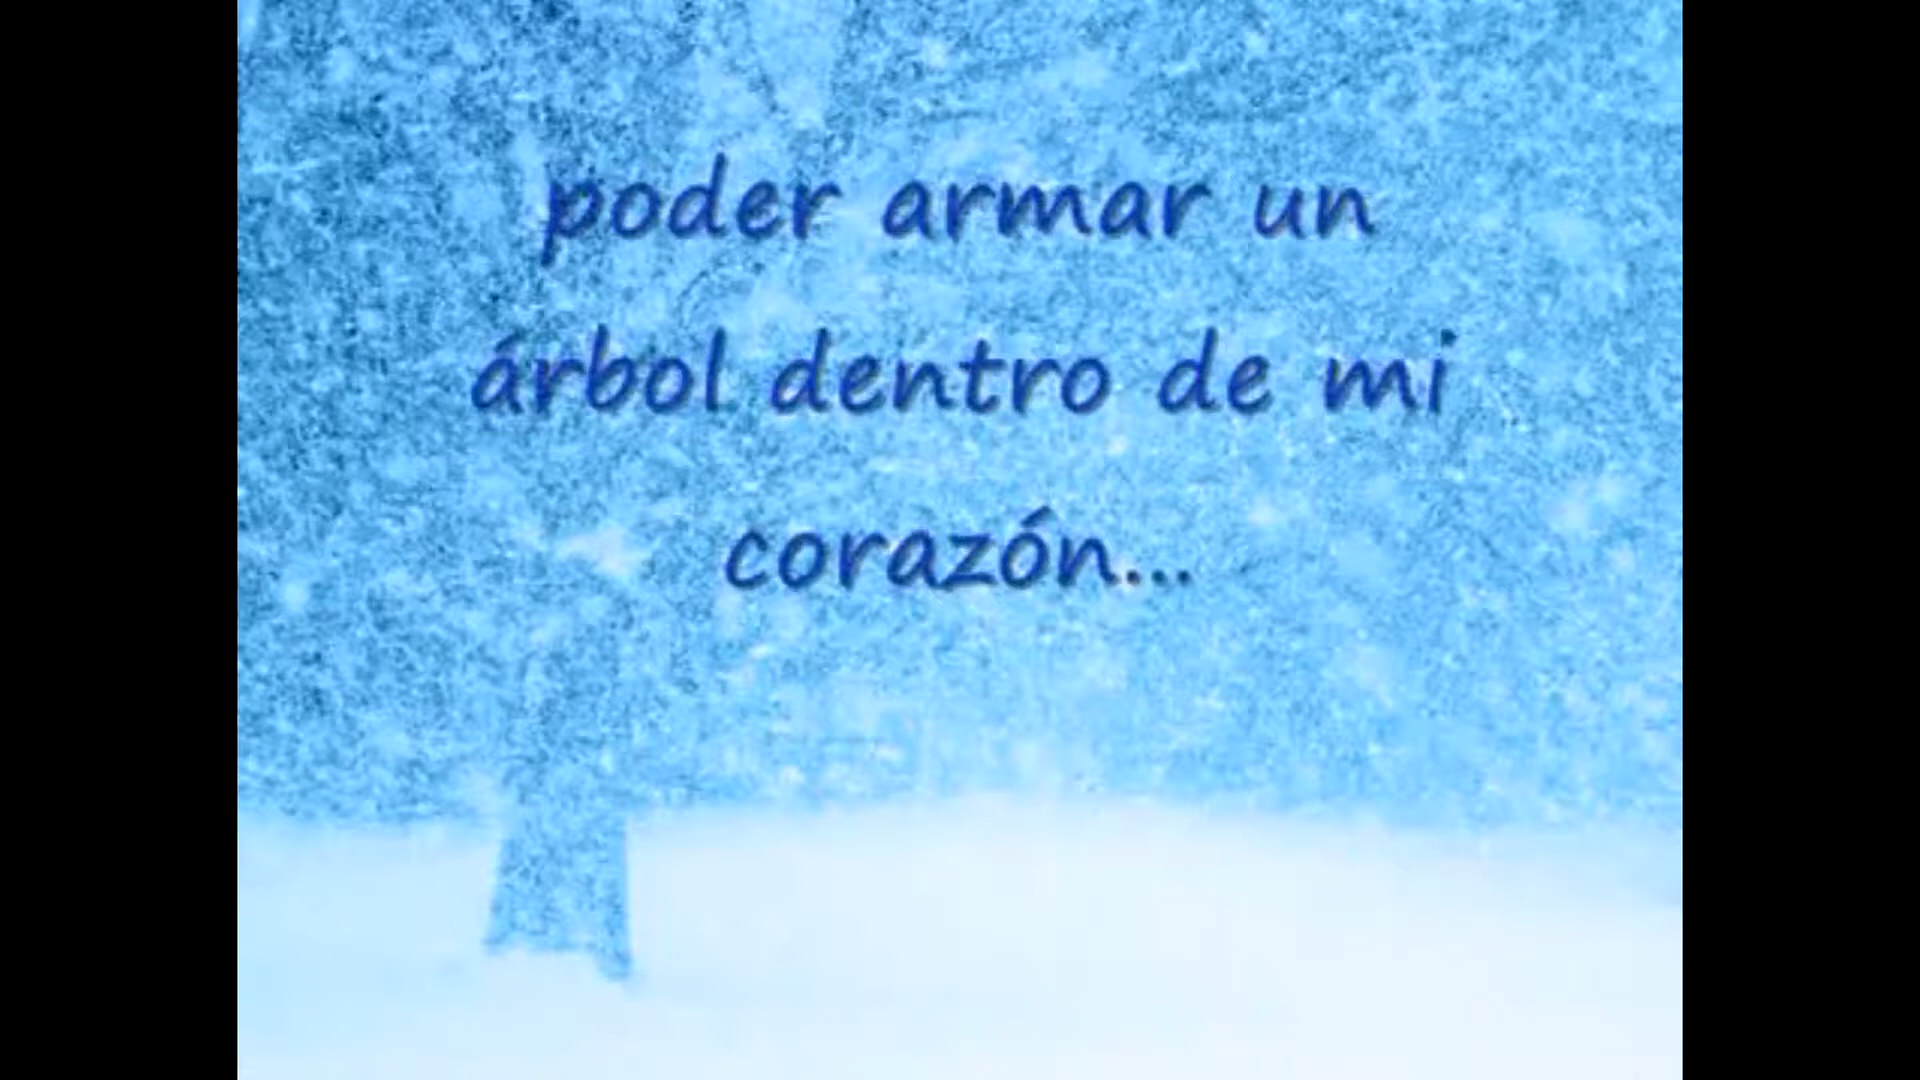 poder armar un
árbol dentro de mi
corazón...